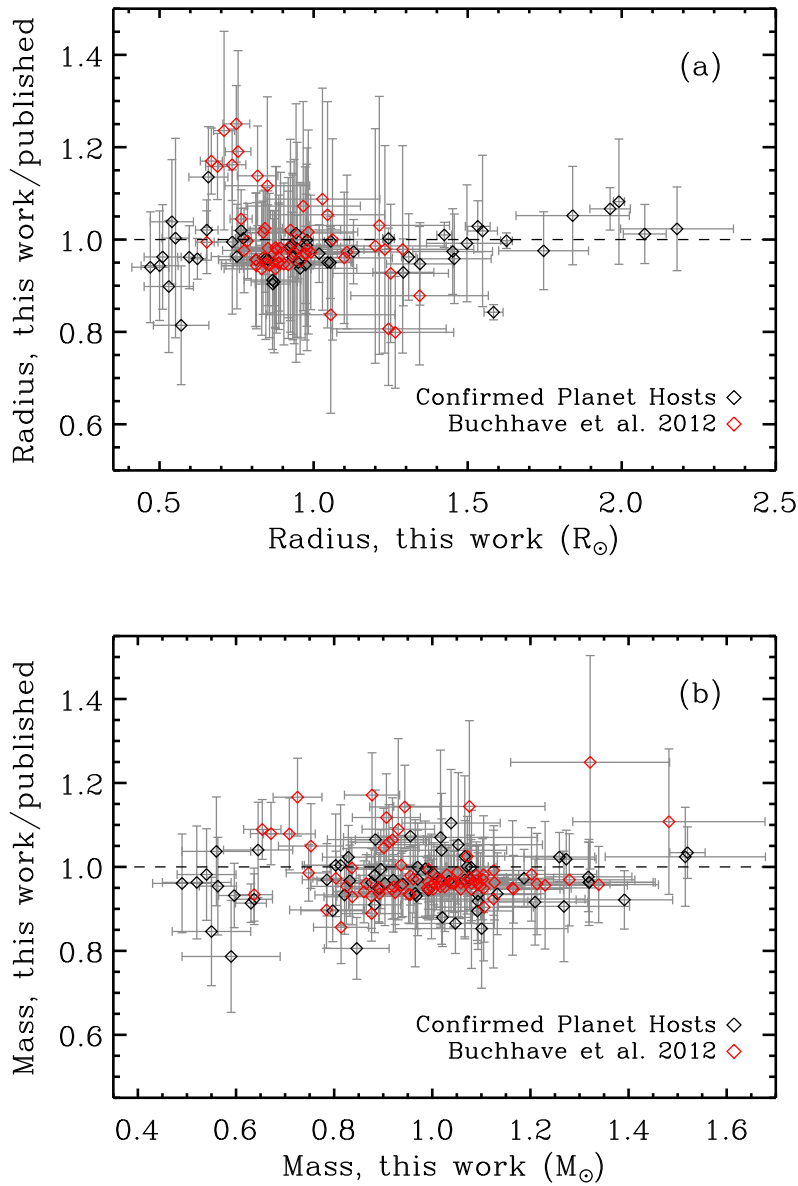 (a)
Radius, this work/published
1.4
1.2
1.0
0.8
0.6
Confirmed Planet Hosts
Buchhave et al. 2012
0.5 1.0 1.5 2.0 2.5
Radius, this work (R☉)
(b)
Mass, this work/published
1.4
1.2
1.0
0.8
0.6
Confirmed Planet Hosts
Buchhave et al. 2012
0.4 0.6 0.8 1.0 1.2 1.4 1.6
Mass, this work (M☉)